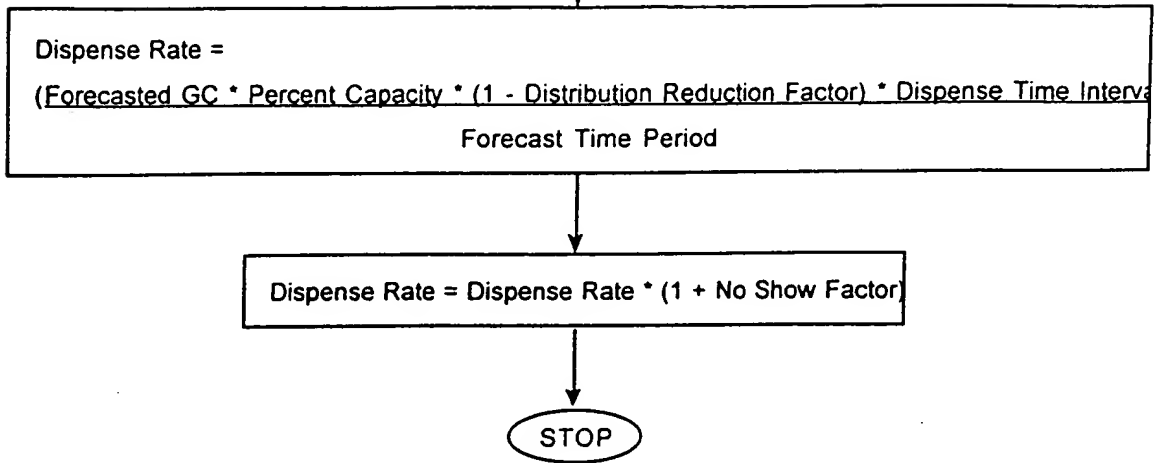 Dispense Rate =
(Forecasted GC * Percent Capacity * (1 - Distribution Reduction Factor) * Dispense Time Interva
Forecast Time Period
Dispense Rate = Dispense Rate * (1 + No Show Factor)
STOP